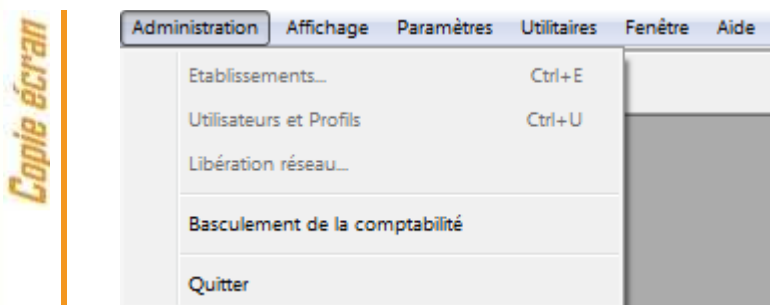 Copie écran
Administration Affichage Paramètres Utilitaires Fenêtre Aide
Etablissements... Ctrl+E
Utilisateurs et Profils Ctrl+U
Libération réseau...
Basculement de la comptabilité
Quitter